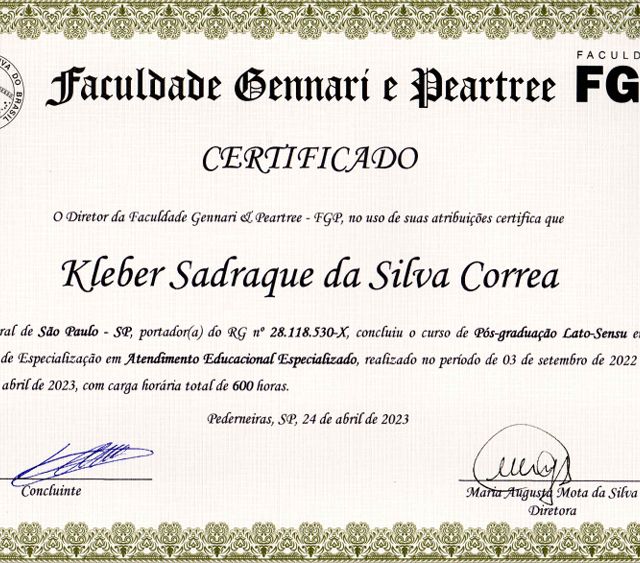 FACULD
Faculdade Gennari e Peartree FG
VA DO BRASIL
CERTIFICADO
O Diretor da Faculdade Gennari & Peartree - FGP, no uso de suas atribuições certifica que
Kleber Sadraque da Silva Correa
ral de São Paulo - SP, portador(a) do RG nº 28.118.530-X, concluiu o curso de Pós-graduação Lato-Sensu e
de Especialização em Atendimento Educacional Especializado, realizado no período de 03 de setembro de 2022
abril de 2023, com carga horária total de 600 horas.
Pederneiras, SP, 24 de abril de 2023
Concluinte
Maria Augusta Mota da Silva
Diretora